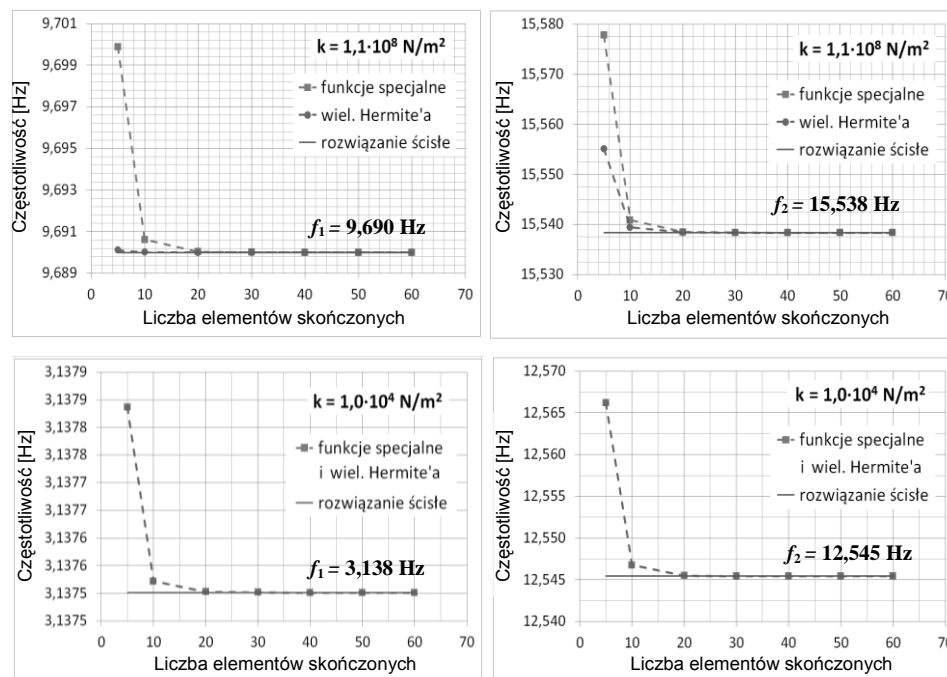 9,701
9,699
9,697
9,695
9,693
9,691
9,689
Częstotliwość [Hz]
k = 1,1·10⁸ N/m²
funkcje specjalne
wiel. Hermite'a
rozwiązanie ścisłe
f₁ = 9,690 Hz
0 10 20 30 40 50 60 70
Liczba elementów skończonych
15,580
15,570
15,560
15,550
15,540
15,530
Częstotliwość [Hz]
k = 1,1·10⁸ N/m²
funkcje specjalne
wiel. Hermite'a
rozwiązanie ścisłe
f₂ = 15,538 Hz
0 10 20 30 40 50 60 70
Liczba elementów skończonych
3,1379
3,1378
3,1378
3,1377
3,1377
3,1376
3,1376
3,1375
3,1375
Częstotliwość [Hz]
k = 1,0·10⁴ N/m²
funkcje specjalne
i wiel. Hermite'a
rozwiązanie ścisłe
f₁ = 3,138 Hz
0 10 20 30 40 50 60 70
Liczba elementów skończonych
12,570
12,565
12,560
12,555
12,550
12,545
12,540
Częstotliwość [Hz]
k = 1,0·10⁴ N/m²
funkcje specjalne
i wiel. Hermite'a
rozwiązanie ścisłe
f₂ = 12,545 Hz
0 10 20 30 40 50 60 70
Liczba elementów skończonych